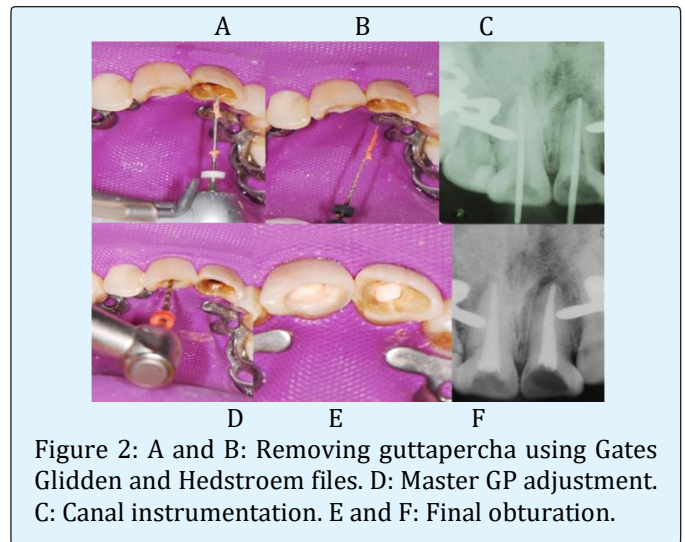 A B C
D E F
Figure 2: A and B: Removing guttapercha using Gates
Glidden and Hedstroem files. D: Master GP adjustment.
C: Canal instrumentation. E and F: Final obturation.